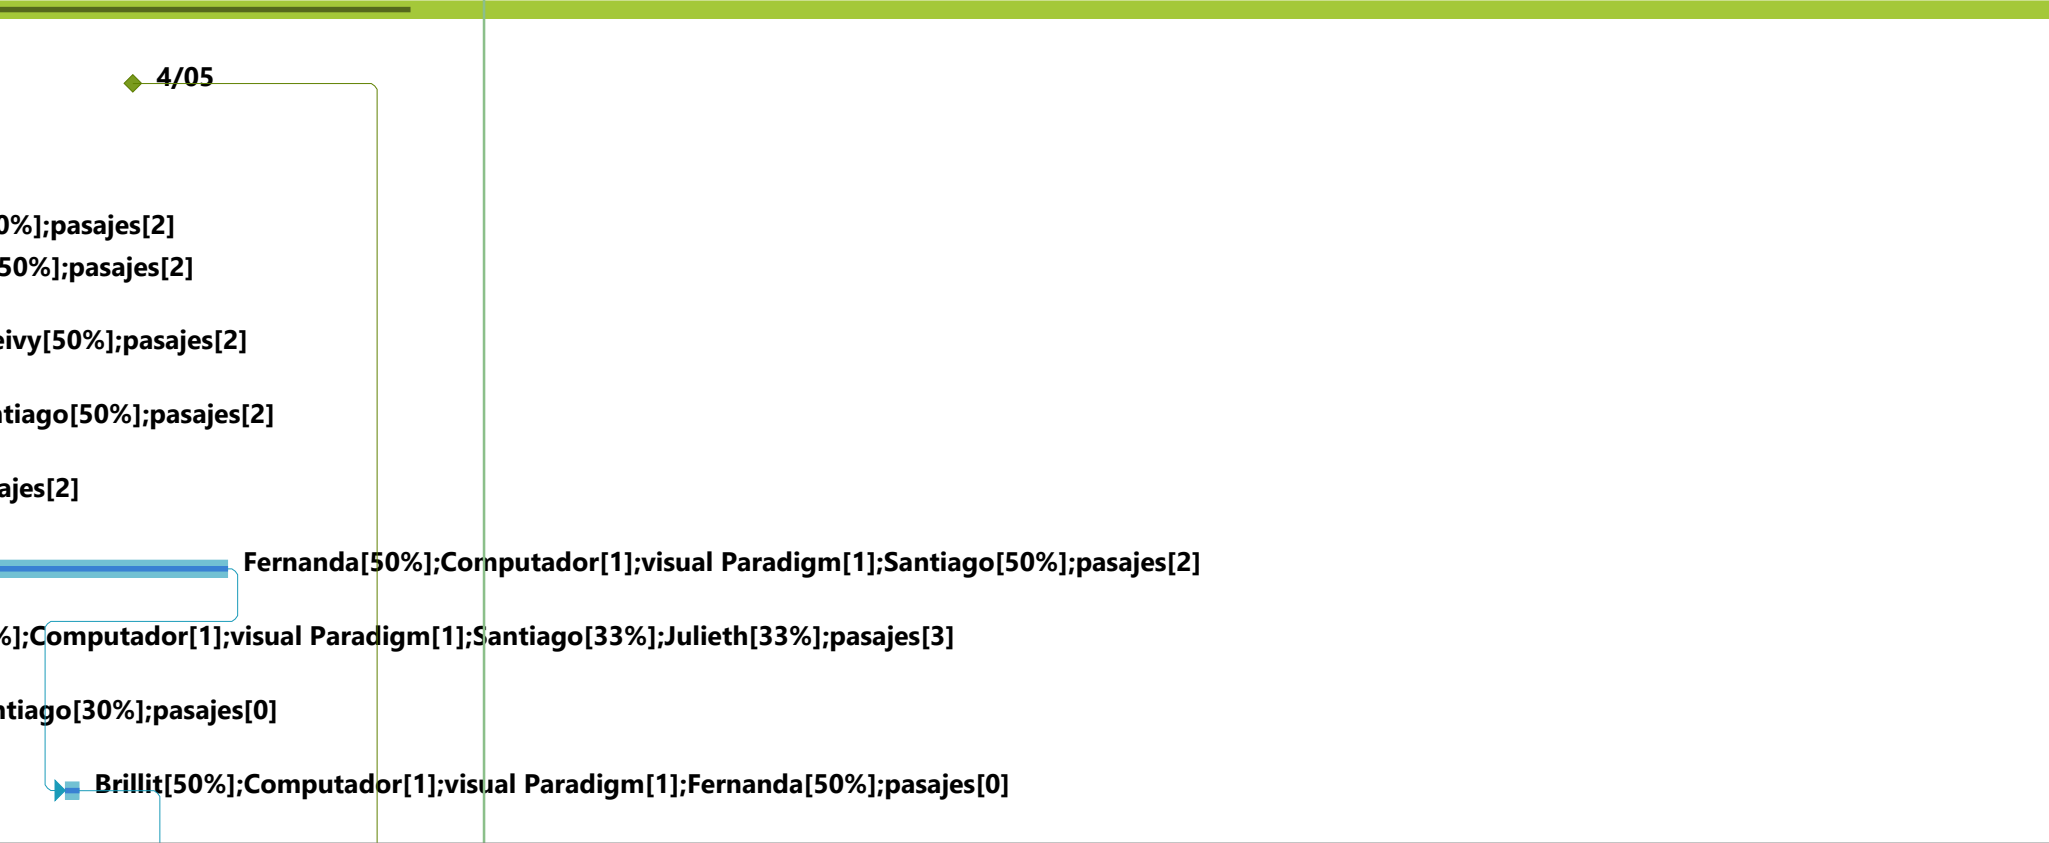 4/05
0%];pasajes[2]
50%];pasajes[2]
eivy[50%];pasajes[2]
ntiago[50%];pasajes[2]
ajes[2]
Fernanda[50%];Computador[1];visual Paradigm[1];Santiago[50%];pasajes[2]
%];Computador[1];visual Paradigm[1];Santiago[33%];Julieth[33%];pasajes[3]
ntiago[30%];pasajes[0]
Brillit[50%];Computador[1];visual Paradigm[1];Fernanda[50%];pasajes[0]